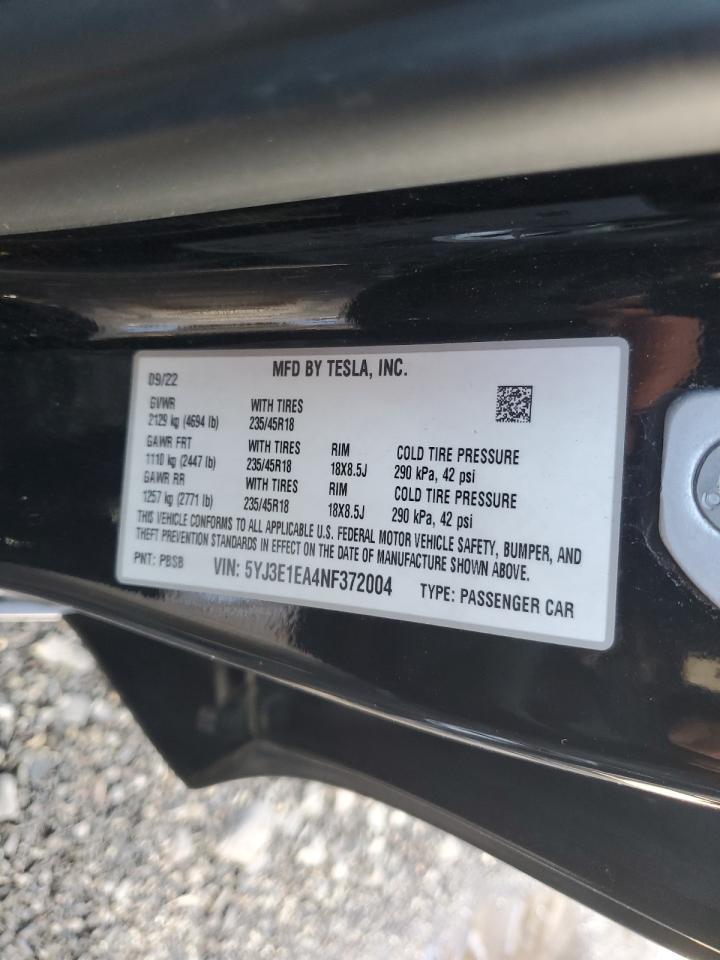 MFD BY TESLA, INC.
09/22
GVWR WITH TIRES
2129 kg (4694 lb) 235/45R18
GAWR FRT WITH TIRES RIM COLD TIRE PRESSURE
1110 kg (2447 lb) 235/45R18 18X8.5J 290 kPa, 42 psi
GAWR RR WITH TIRES RIM COLD TIRE PRESSURE
1257 kg (2771 lb) 235/45R18 18X8.5J 290 kPa, 42 psi
THIS VEHICLE CONFORMS TO ALL APPLICABLE U.S. FEDERAL MOTOR VEHICLE SAFETY, BUMPER, AND
THEFT PREVENTION STANDARDS IN EFFECT ON THE DATE OF MANUFACTURE SHOWN ABOVE.
PNT: PBSB VIN: 5YJ3E1EA4NF372004 TYPE: PASSENGER CAR